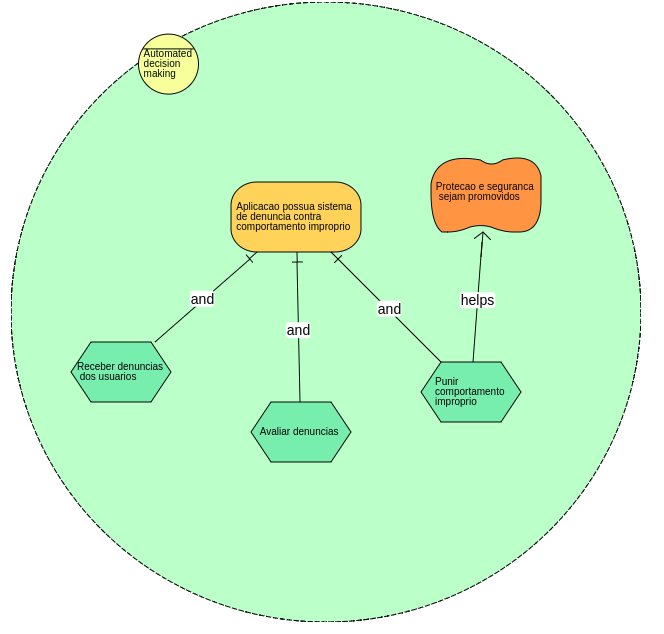 Automated
decision
making
Protecao e seguranca
sejam promovidos
Aplicacao possua sistema
de denuncia contra
comportamento improprio
and
helps
and
and
Receber denuncias
dos usuarios
Punir
comportamento
improprio
Avaliar denuncias